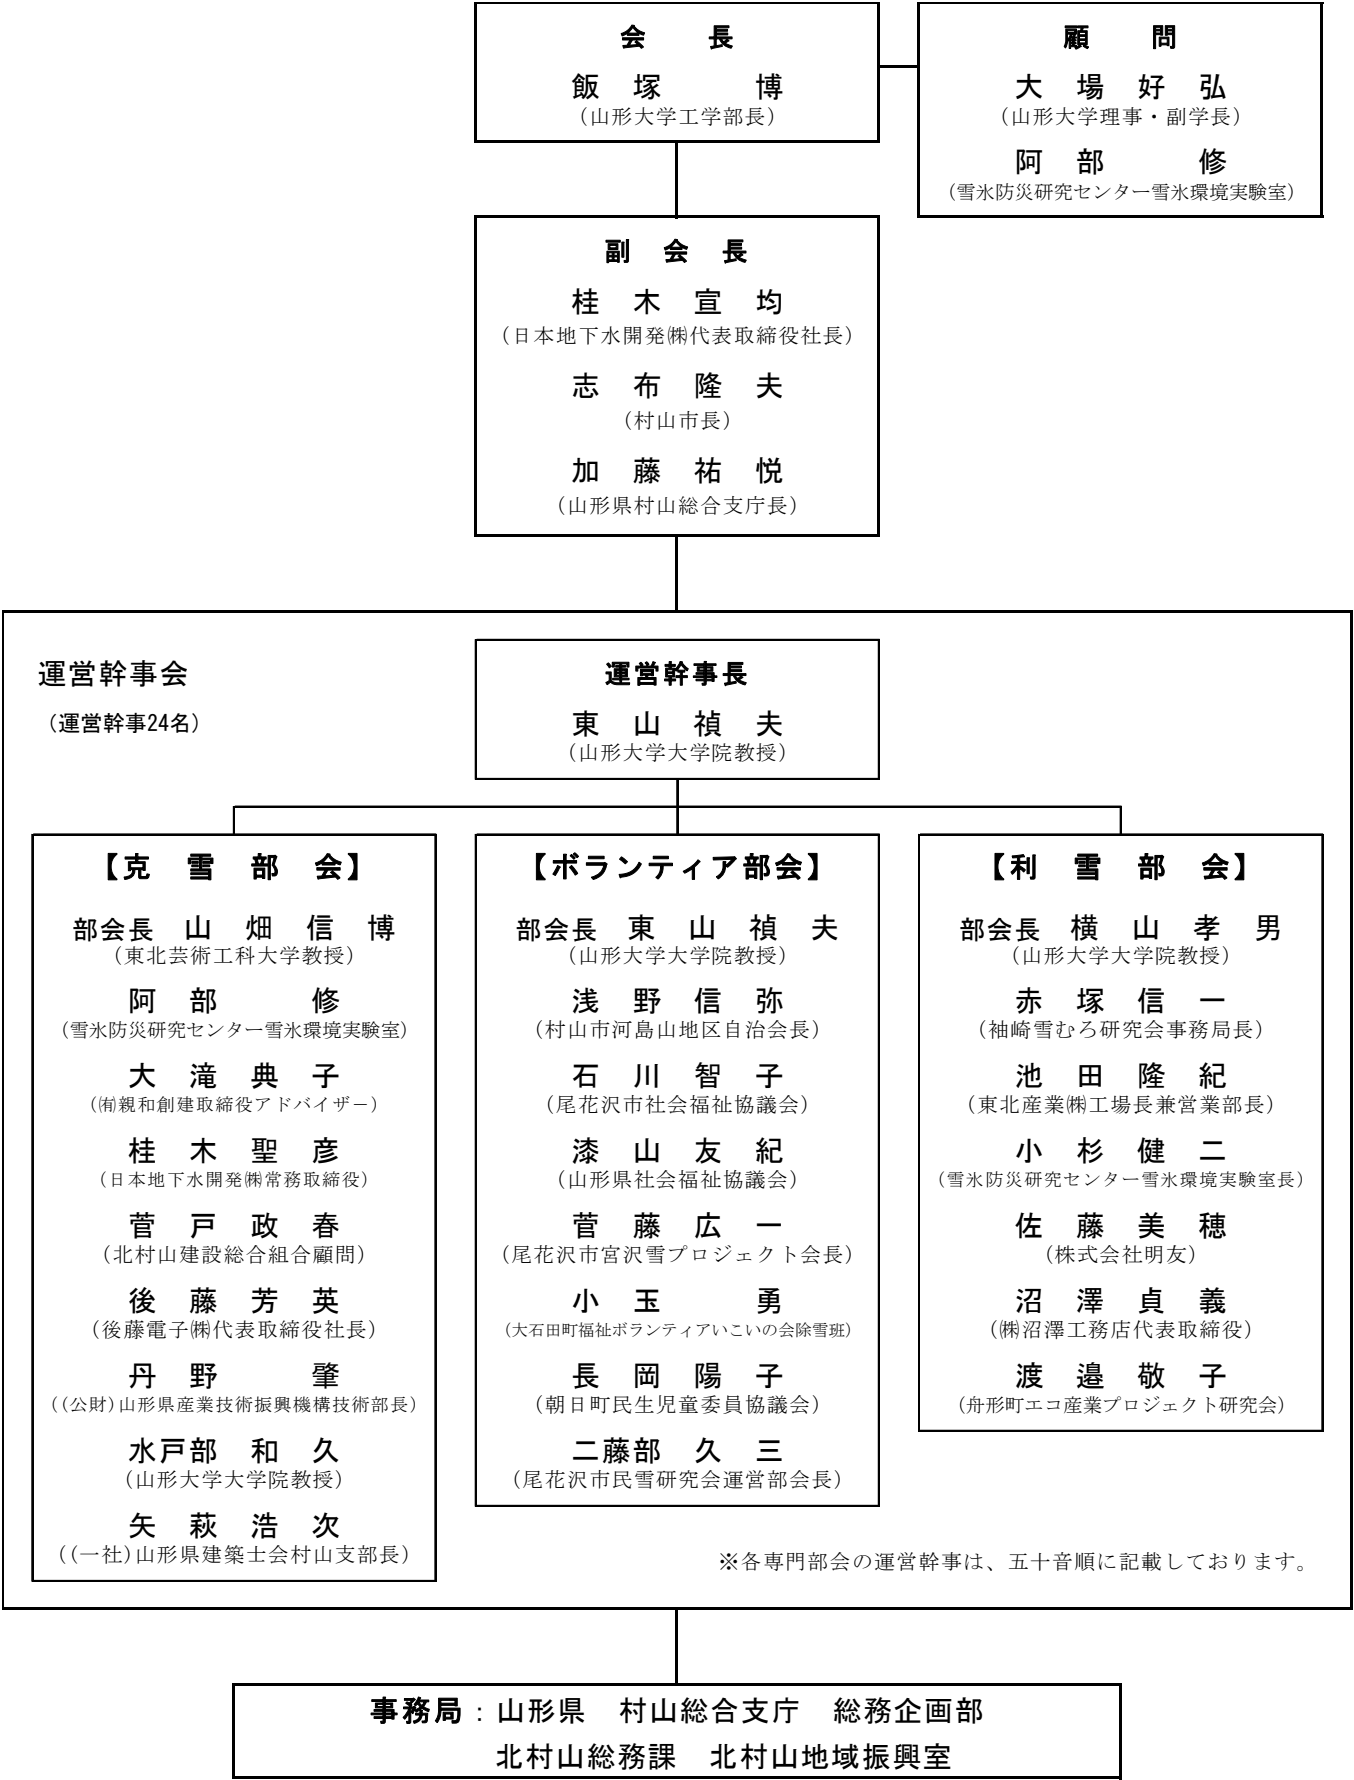 会　長
飯　塚　　　博
（山形大学工学部長）
顧　問
大　場　好　弘
（山形大学理事・副学長）
阿　部　　　修
（雪氷防災研究センター雪氷環境実験室）
副　会　長
桂　木　宣　均
（日本地下水開発㈱代表取締役社長）
志　布　隆　夫
（村山市長）
加　藤　祐　悦
（山形県村山総合支庁長）
運営幹事会
（運営幹事24名）
運営幹事長
東　山　禎　夫
（山形大学大学院教授）
【克　雪　部　会】
部会長　山　畑　信　博
（東北芸術工科大学教授）
阿　部　　　修
（雪氷防災研究センター雪氷環境実験室）
大　滝　典　子
（㈲親和創建取締役アドバイザー）
桂　木　聖　彦
（日本地下水開発㈱常務取締役）
菅　戸　政　春
（北村山建設総合組合顧問）
後　藤　芳　英
（後藤電子㈱代表取締役社長）
丹　野　　　肇
（(公財)山形県産業技術振興機構技術部長）
水戸部　和　久
（山形大学大学院教授）
矢　萩　浩　次
（(一社)山形県建築士会村山支部長）
【ボランティア部会】
部会長　東　山　禎　夫
（山形大学大学院教授）
浅　野　信　弥
（村山市河島山地区自治会長）
石　川　智　子
（尾花沢市社会福祉協議会）
漆　山　友　紀
（山形県社会福祉協議会）
菅　藤　広　一
（尾花沢市宮沢雪プロジェクト会長）
小　玉　　　勇
（大石田町福祉ボランティアいこいの会除雪班）
長　岡　陽　子
（朝日町民生児童委員協議会）
二藤部　久　三
（尾花沢市民雪研究会運営部会長）
【利　雪　部　会】
部会長　横　山　孝　男
（山形大学大学院教授）
赤　塚　信　一
（袖崎雪むろ研究会事務局長）
池　田　隆　紀
（東北産業㈱工場長兼営業部長）
小　杉　健　二
（雪氷防災研究センター雪氷環境実験室長）
佐　藤　美　穂
（株式会社明友）
沼　澤　貞　義
（㈱沼澤工務店代表取締役）
渡　邉　敬　子
（舟形町エコ産業プロジェクト研究会）
※各専門部会の運営幹事は、五十音順に記載しております。
事務局：山形県　村山総合支庁　総務企画部
北村山総務課　北村山地域振興室